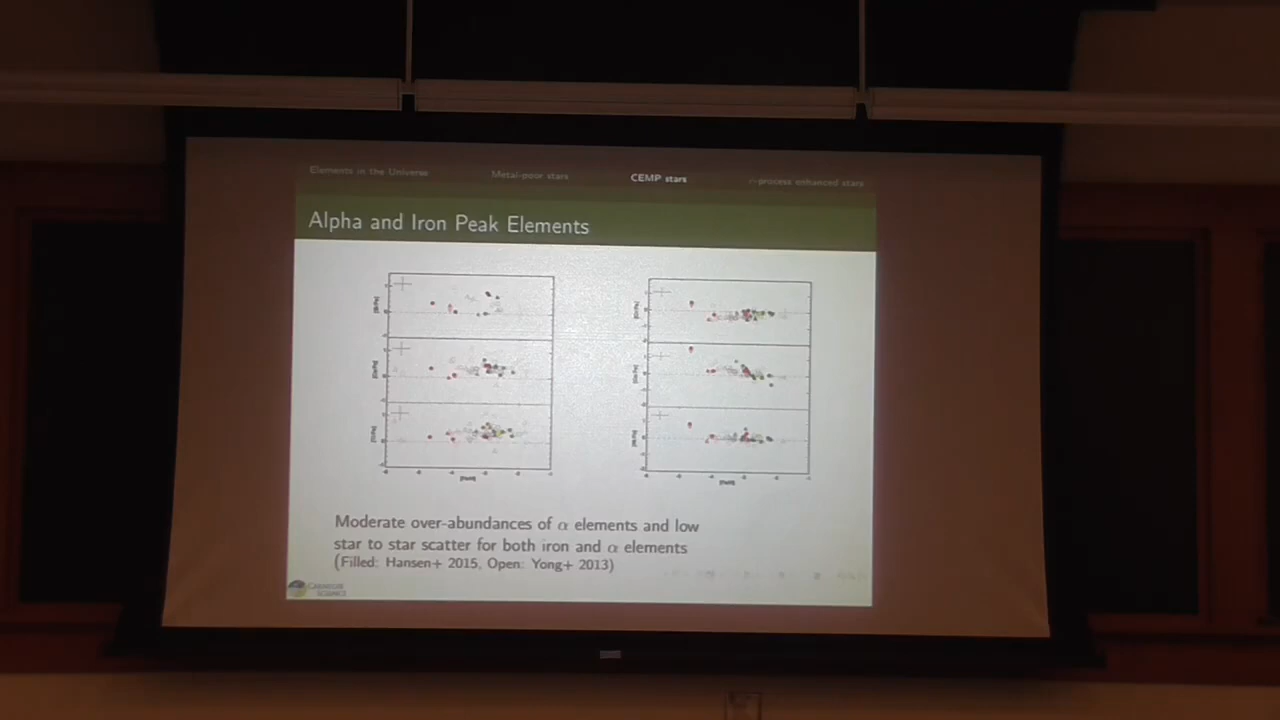 Elements in the Universe
Metal-poor stars
CEMP stars
r-process enhanced stars
Alpha and Iron Peak Elements
Moderate over-abundances of α elements and low
star to star scatter for both iron and α elements
(Filled: Hansen+ 2015, Open: Yong+ 2013)
CARNEGIE
SCIENCE